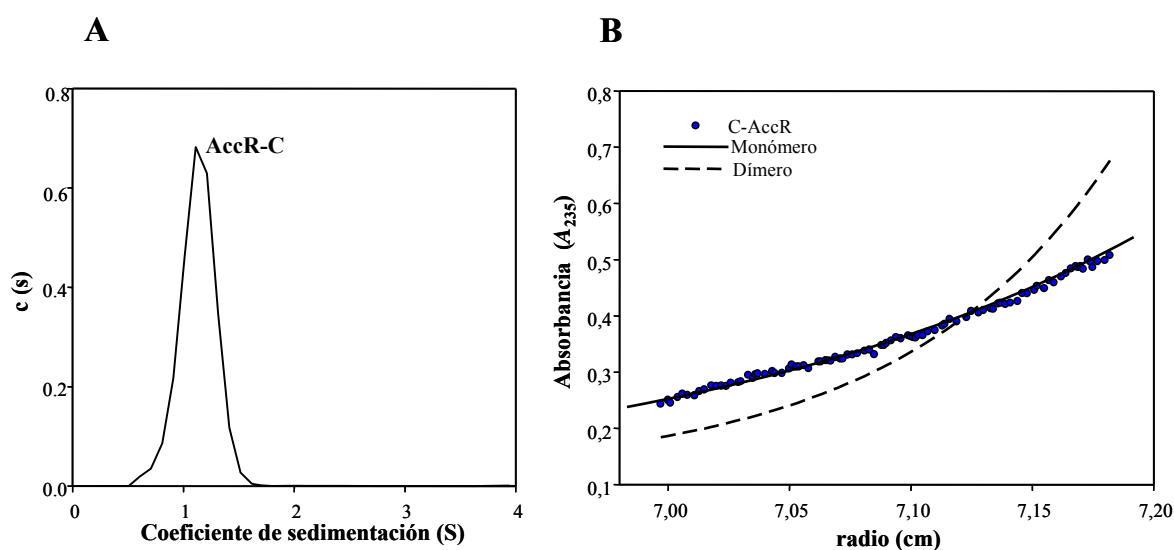 A
B
0.8
0.6
0.4
0.2
0.0
AccR-C
c (s)
0
1
2
3
4
Coeficiente de sedimentación (S)
0,8
0,7
0,6
0,5
0,4
0,3
0,2
0,1
C-AccR
Monómero
Dímero
Absorbancia (A235)
7,00
7,05
7,10
7,15
7,20
radio (cm)